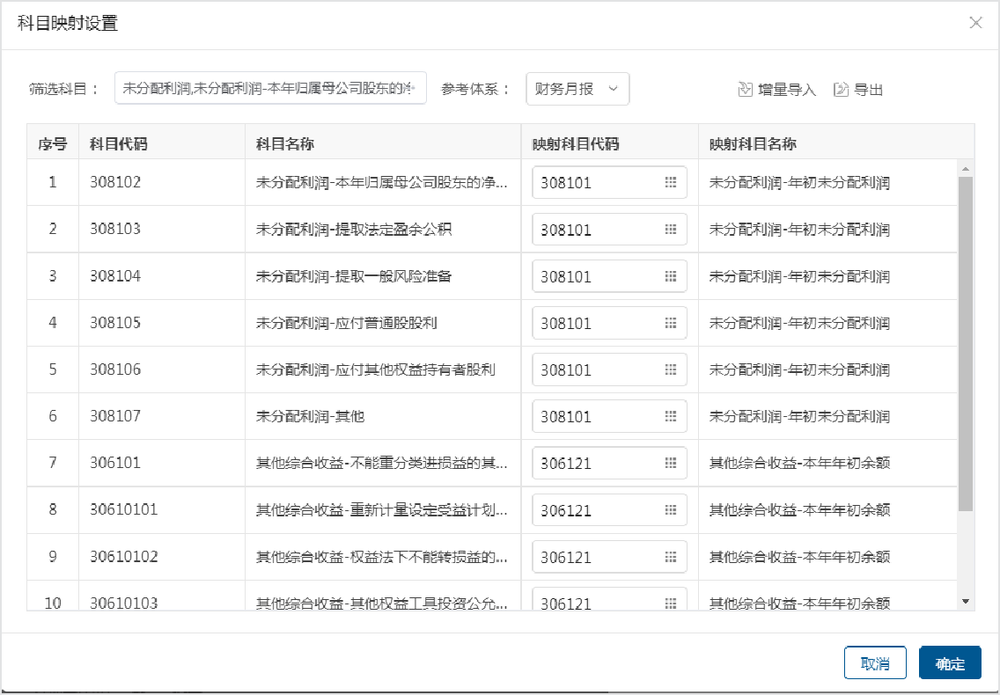 科目映射设置
筛选科目： 未分配利润,未分配利润-本年归属母公司股东的 参考体系： 财务月报 增量导入 导出
序号 科目代码 科目名称 映射科目代码 映射科目名称
1 308102 未分配利润-本年归属母公司股东的净... 308101 未分配利润-年初未分配利润
2 308103 未分配利润-提取法定盈余公积 308101 未分配利润-年初未分配利润
3 308104 未分配利润-提取一般风险准备 308101 未分配利润-年初未分配利润
4 308105 未分配利润-应付普通股股利 308101 未分配利润-年初未分配利润
5 308106 未分配利润-应付其他权益持有者股利 308101 未分配利润-年初未分配利润
6 308107 未分配利润-其他 308101 未分配利润-年初未分配利润
7 306101 其他综合收益-不能重分类进损益的其... 306121 其他综合收益-本年年初余额
8 30610101 其他综合收益-重新计量设定受益计划... 306121 其他综合收益-本年年初余额
9 30610102 其他综合收益-权益法下不能转损益的... 306121 其他综合收益-本年年初余额
10 30610103 其他综合收益-其他权益工具投资公允... 306121 其他综合收益-本年年初余额
取消 确定